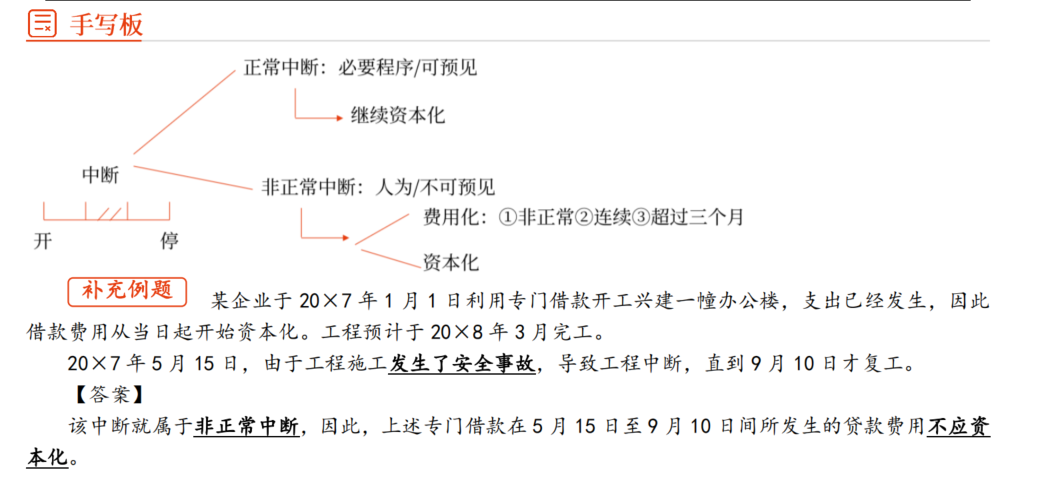 手写板
正常中断：必要程序/可预见
继续资本化
中断
非正常中断：人为/不可预见
费用化：①非正常②连续③超过三个月
开
停
资本化
补充例题 某企业于 20×7 年 1 月 1 日利用专门借款开工兴建一幢办公楼，支出已经发生，因此
借款费用从当日起开始资本化。工程预计于 20×8 年 3 月完工。
20×7 年 5 月 15 日，由于工程施工发生了安全事故，导致工程中断，直到 9 月 10 日才复工。
【答案】
该中断就属于非正常中断，因此，上述专门借款在 5 月 15 日至 9 月 10 日间所发生的贷款费用不应资
本化。